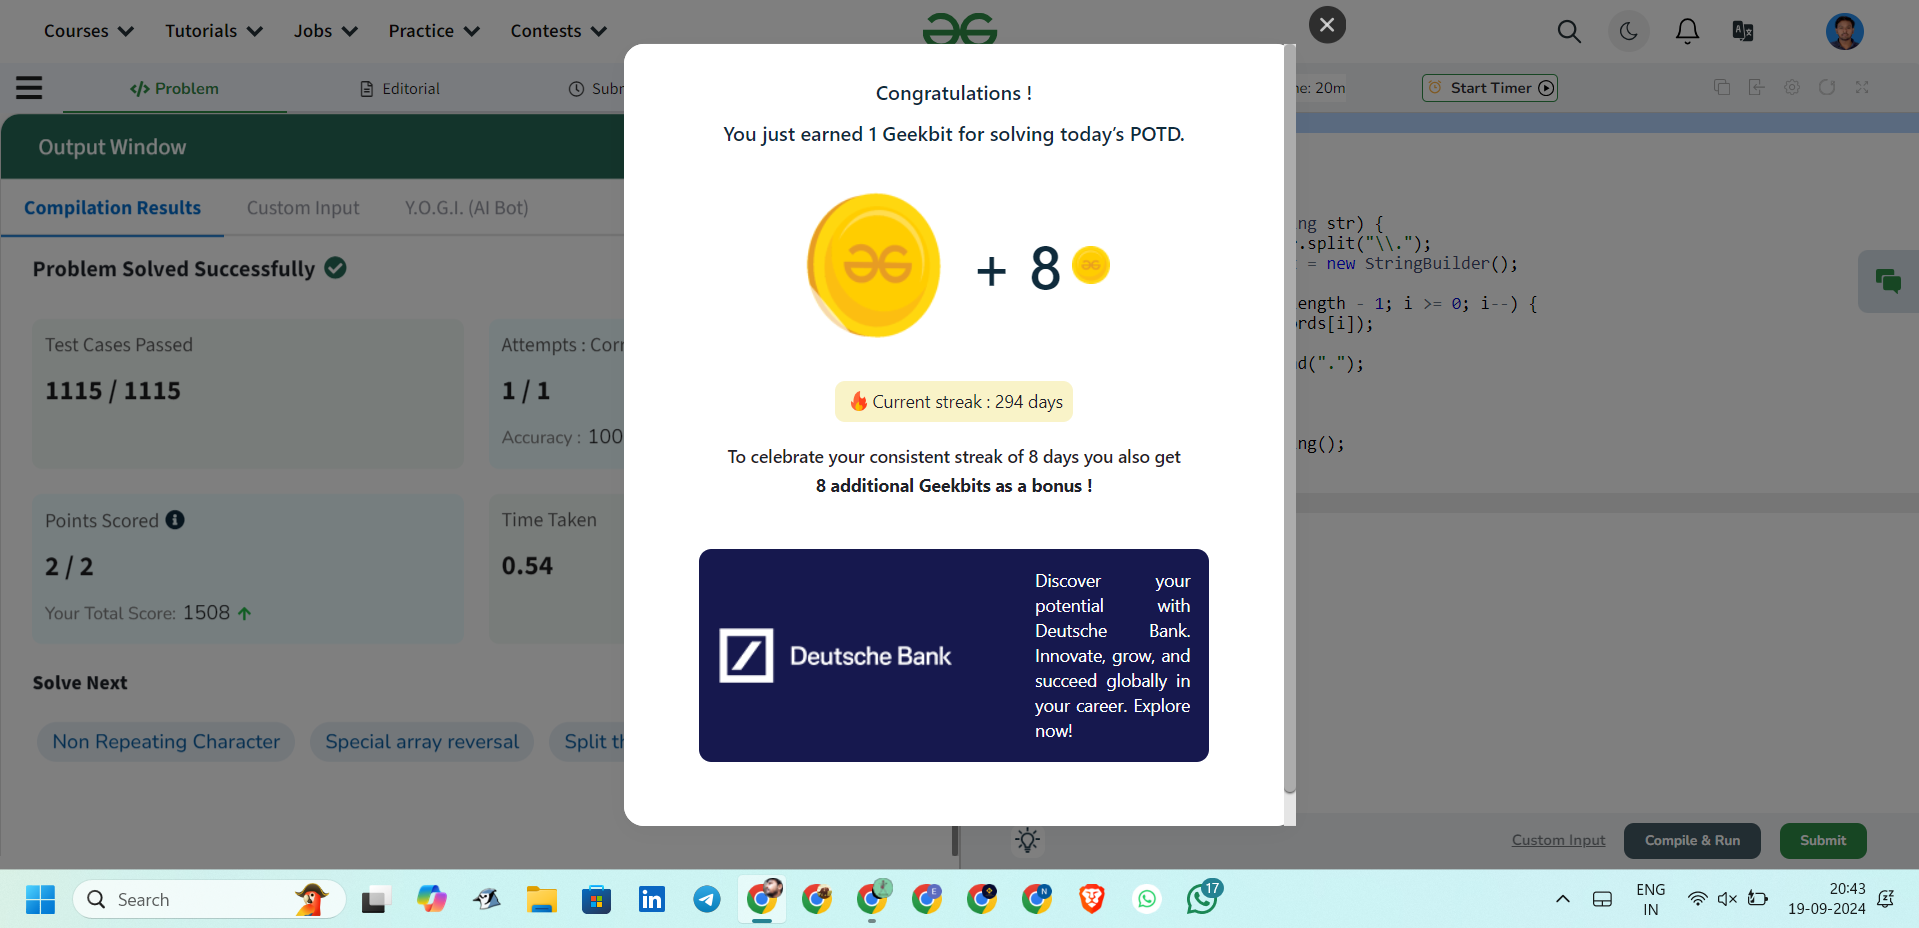 Courses
Tutorials
Jobs
Practice
Contests
Problem
Editorial
20m
Start Timer
Output Window
Compilation Results
Custom Input
Y.O.G.I. (AI Bot)
Problem Solved Successfully
Test Cases Passed
1115 / 1115
Attempts :
1 / 1
Accuracy :
Points Scored
2 / 2
Your Total Score: 1508
Time Taken
0.54
Solve Next
Non Repeating Character
Special array reversal
Split
Congratulations !
You just earned 1 Geekbit for solving today's POTD.
+ 8
Current streak : 294 days
To celebrate your consistent streak of 8 days you also get
8 additional Geekbits as a bonus !
Deutsche Bank
Discover your
potential with
Deutsche Bank.
Innovate, grow, and
succeed globally in
your career. Explore
now!
ng str) {
.split("\\.");
= new StringBuilder();
ength - 1; i >= 0; i--) {
rds[i]);
d(".");
ng();
Custom Input
Compile & Run
Submit
Search
17
ENG
IN
20:43
19-09-2024